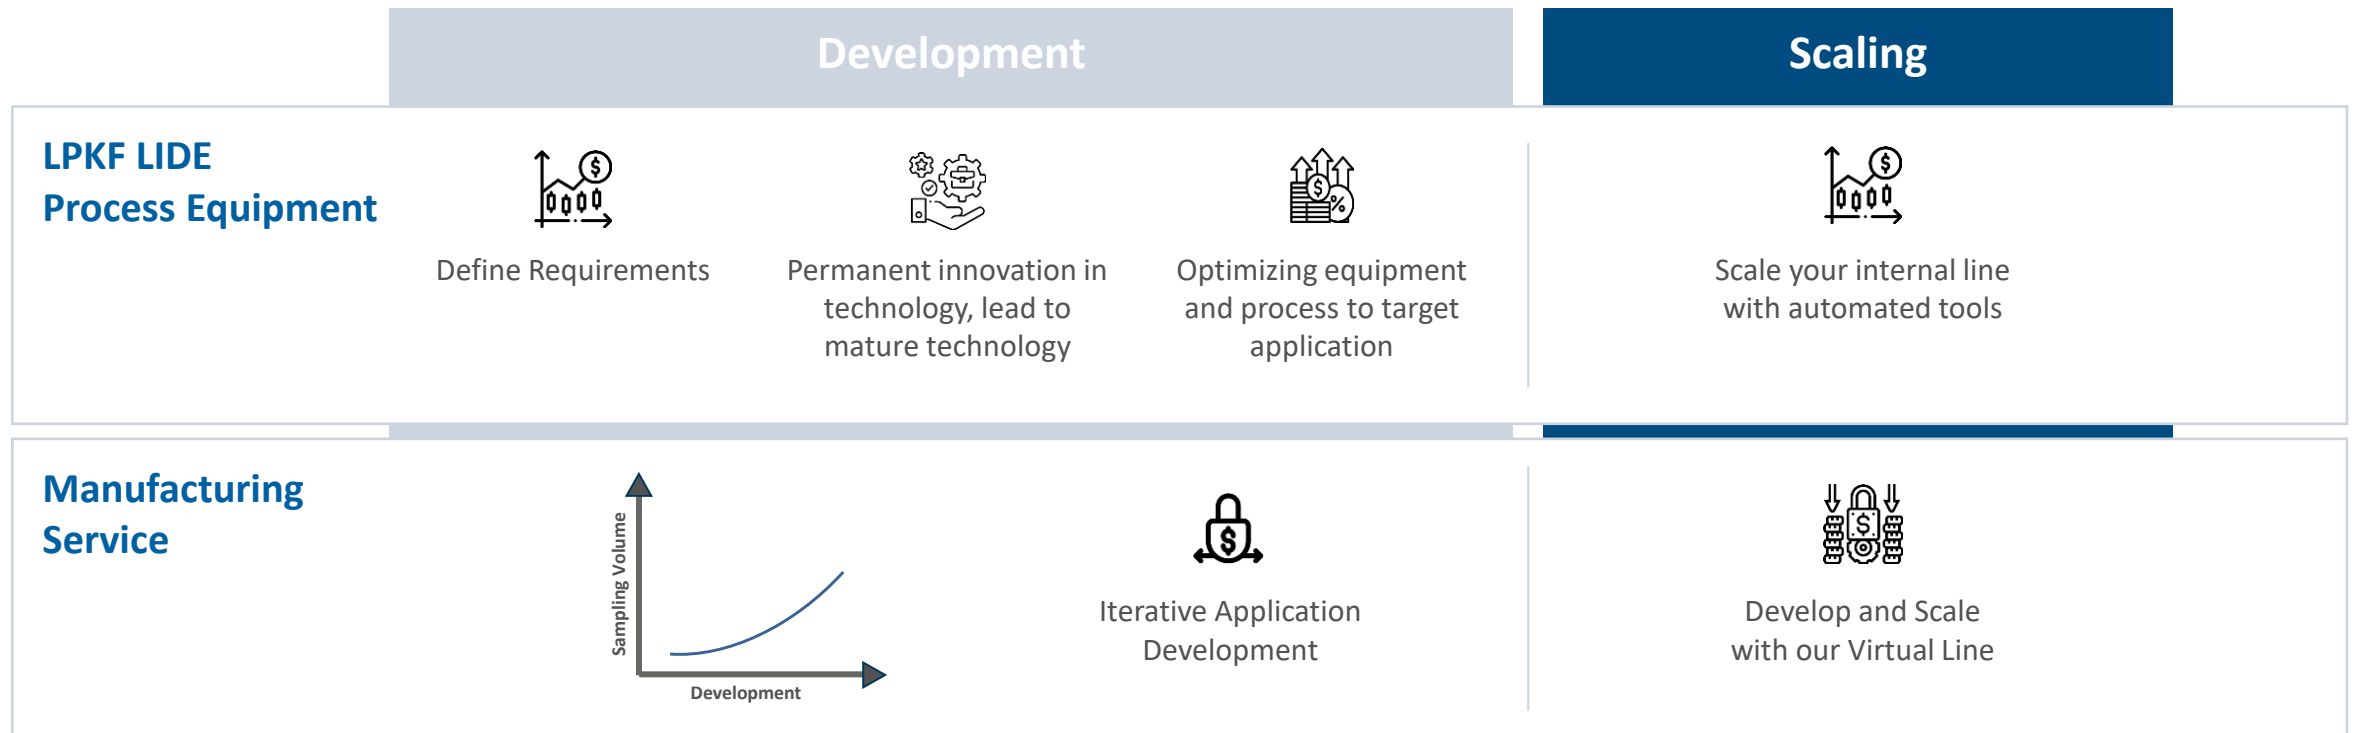 Development
Scaling
LPKF LIDE
Process Equipment
Define Requirements
Permanent innovation in
technology, lead to
mature technology
Optimizing equipment
and process to target
application
Scale your internal line
with automated tools
Manufacturing
Service
Sampling Volume
Development
Iterative Application
Development
Develop and Scale
with our Virtual Line